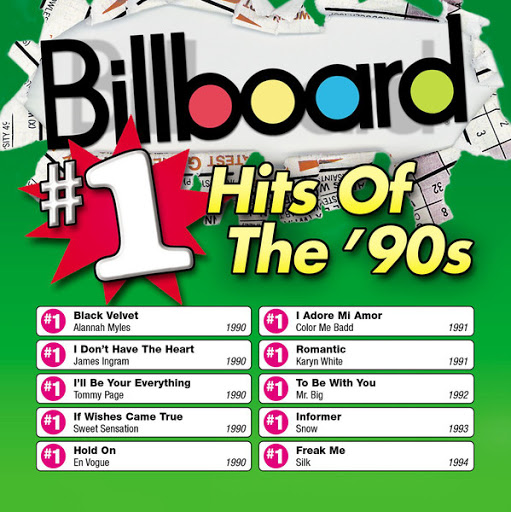 Billboard
#1
Hits Of
The '90s
#1 Black Velvet
Alannah Myles 1990
#1 I Don't Have The Heart
James Ingram 1990
#1 I'll Be Your Everything
Tommy Page 1990
#1 If Wishes Came True
Sweet Sensation 1990
#1 Hold On
En Vogue 1990
#1 I Adore Mi Amor
Color Me Badd 1991
#1 Romantic
Karyn White 1991
#1 To Be With You
Mr. Big 1992
#1 Informer
Snow 1993
#1 Freak Me
Silk 1994